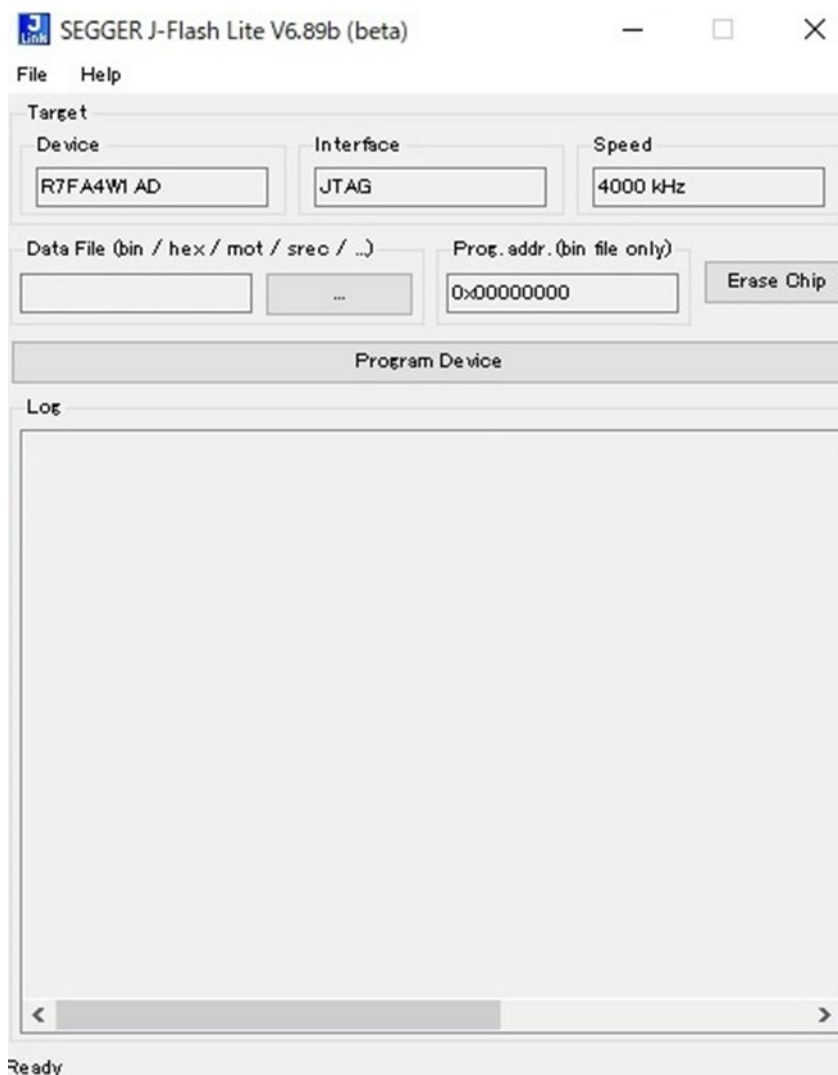 J Link SEGGER J-Flash Lite V6.89b (beta)
File Help
Target
Device Interface Speed
R7FA4W1AD JTAG 4000 kHz
Data File (bin / hex / mot / srec / ...) Prog. addr. (bin file only)
... 0x00000000 Erase Chip
Program Device
Log
Ready